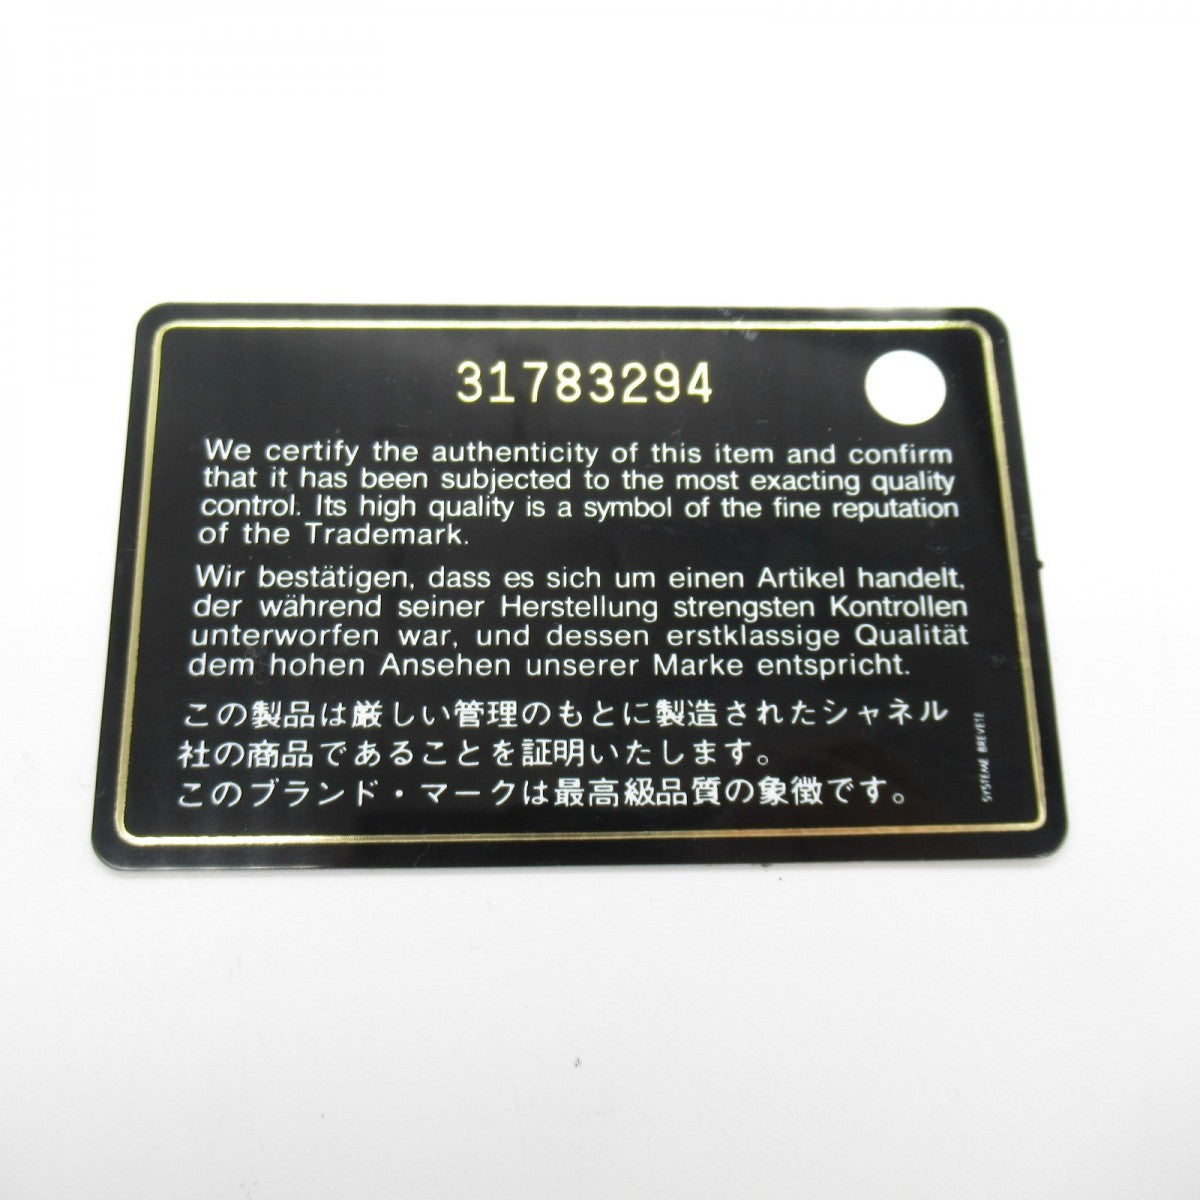 31783294
We certify the authenticity of this item and confirm
that it has been subjected to the most exacting quality
control. Its high quality is a symbol of the fine reputation
of the Trademark.
Wir bestätigen, dass es sich um einen Artikel handelt,
der während seiner Herstellung strengsten Kontrollen
unterworfen war, und dessen erstklassige Qualität
dem hohen Ansehen unserer Marke entspricht.
この製品は厳しい管理のもとに製造されたシャネル
社の商品であることを証明いたします。
このブランド・マークは最高級品質の象徴です。
SYSTEME BREVETE